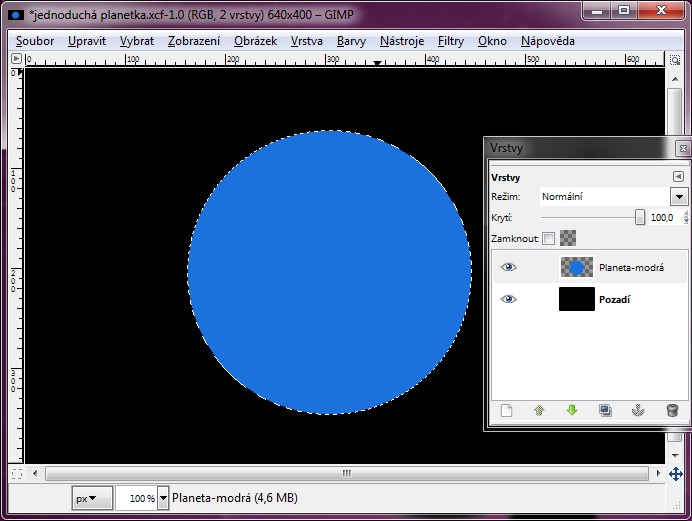 *jednoduchá planetka.xcf-1.0 (RGB, 2 vrstvy) 640x400 – GIMP
Soubor Upravit Vybrat Zobrazení Obrázek Vrstva Barvy Nástroje Filtry Okno Nápověda
0 100 200 300 400 500 600
0
100
200
300
Vrstvy
Vrstvy
Režim: Normální
Krytí: 100,0
Zamknout:
Planeta-modrá
Pozadí
px 100 % Planeta-modrá (4,6 MB)